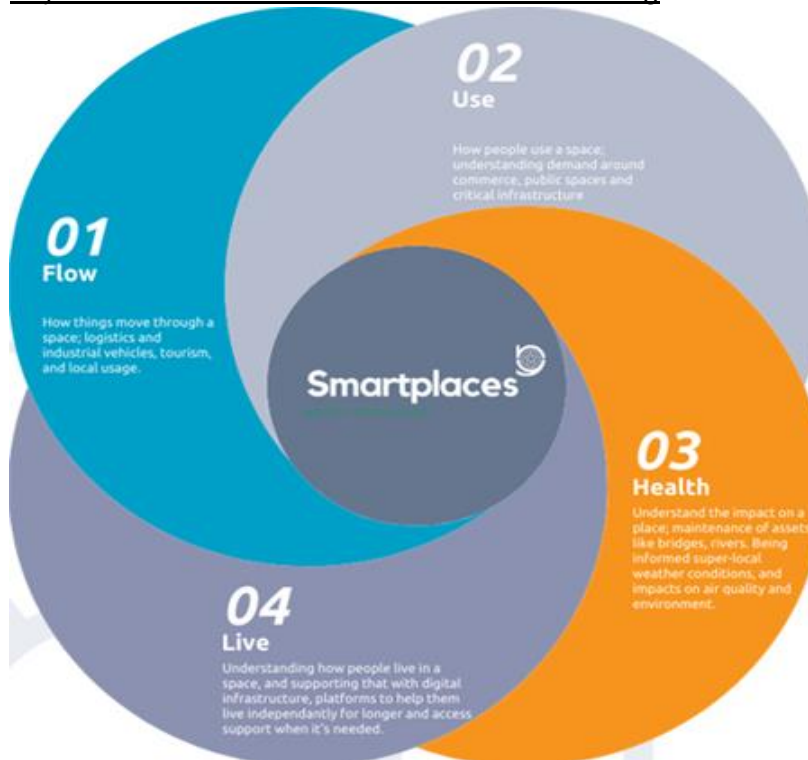 01
Flow
How things move through a
space; logistics and
industrial vehicles, tourism,
and local usage.
02
Use
How people use a space;
understanding demand around
commerce, public spaces and
critical infrastructure
Smartplaces
03
Health
Understand the impact on a
place; maintenance of assets
like bridges, rivers. Being
informed super-local
weather conditions, and
impacts on air quality and
environment.
04
Live
Understanding how people live in a
space, and supporting that with digital
infrastructure, platforms to help them
live independantly for longer and access
support when it's needed.